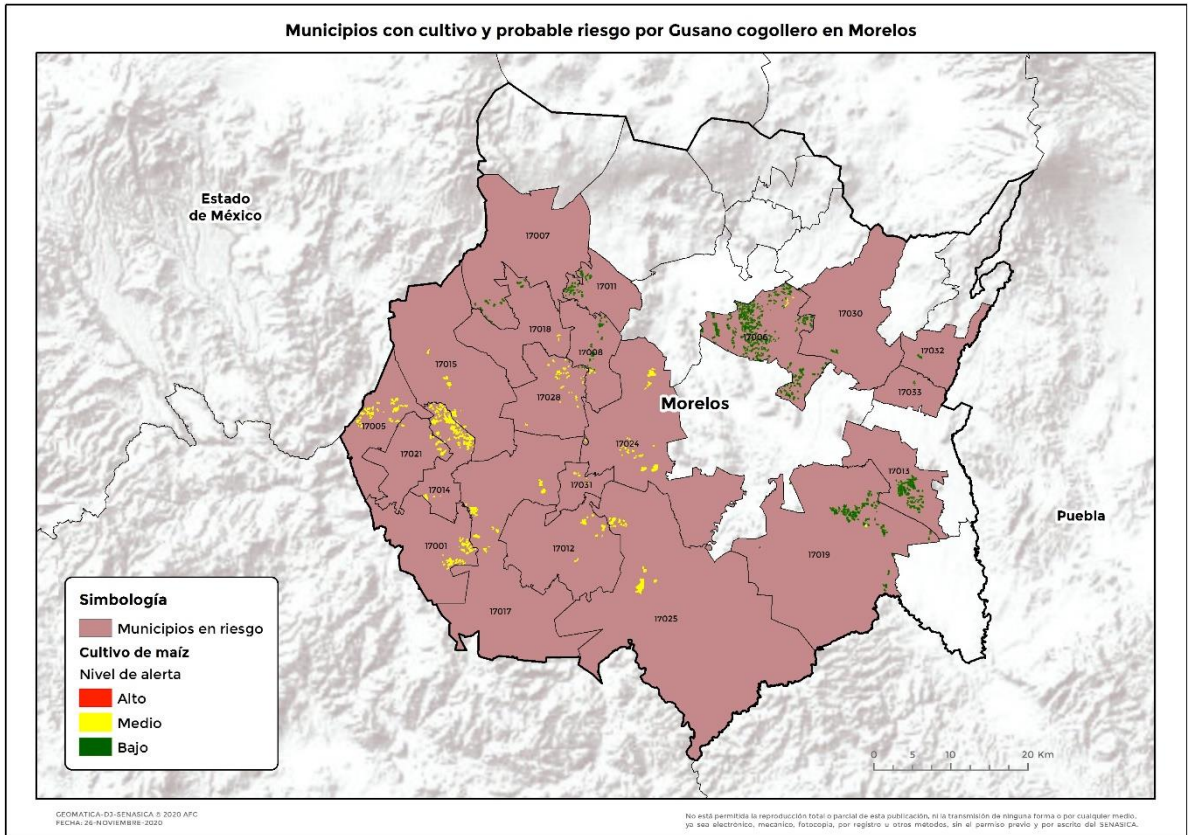 Municipios con cultivo y probable riesgo por Gusano cogollero en Morelos
Estado
de México
17007
17011
17030
17018
17006
17008
17032
17015
17033
17028
Morelos
17005
17024
17021
17013
17014
17031
Puebla
17001
17012
17019
17017
17025
Simbología
Municipios en riesgo
Cultivo de maíz
Nivel de alerta
Alto
Medio
Bajo
0 5 10 20 Km
GEOMATICA-DJ-SENASICA © 2020 AFC
FECHA: 26-NOVIEMBRE-2020
No está permitida la reproducción total o parcial de esta publicación, ni la transmisión de ninguna forma o por cualquier medio,
ya sea electrónico, mecánico, fotocopia, por registro u otros métodos, sin el permiso previo y por escrito del SENASICA.